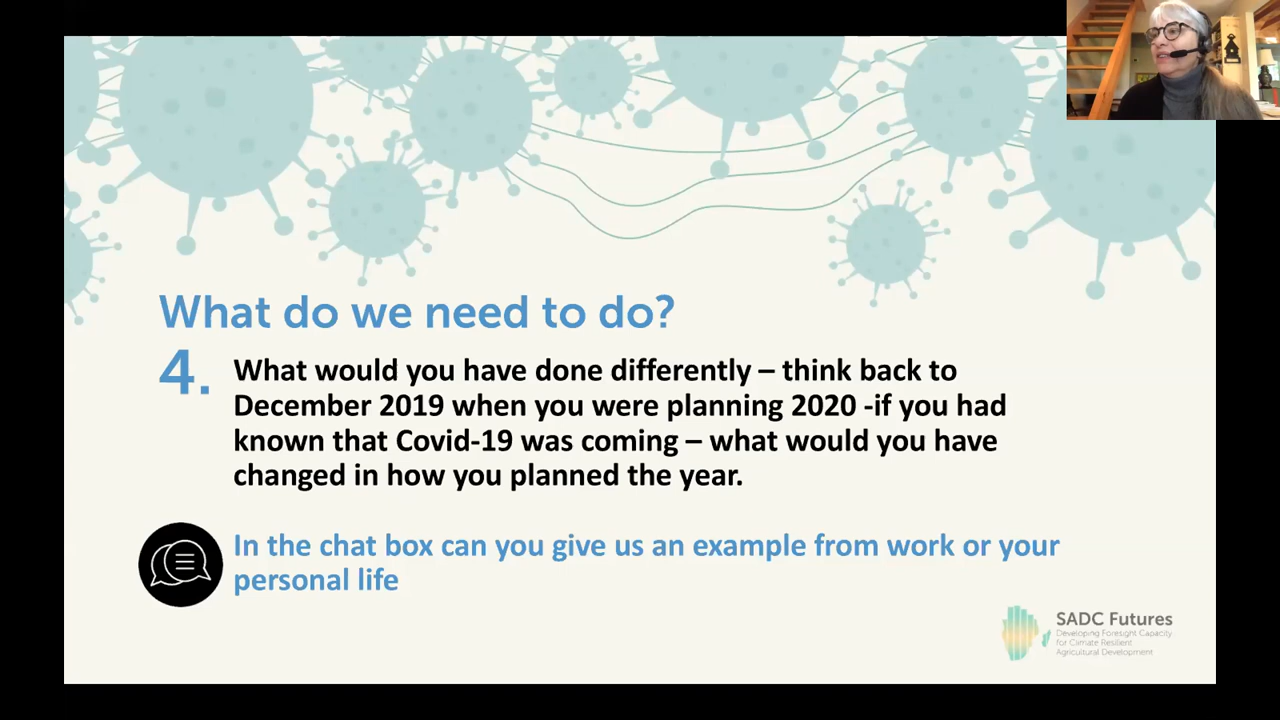 What do we need to do?
4. What would you have done differently – think back to
December 2019 when you were planning 2020 -if you had
known that Covid-19 was coming – what would you have
changed in how you planned the year.
In the chat box can you give us an example from work or your
personal life
SADC Futures
Developing Foresight Capacity
for Climate Resilient
Agricultural Development